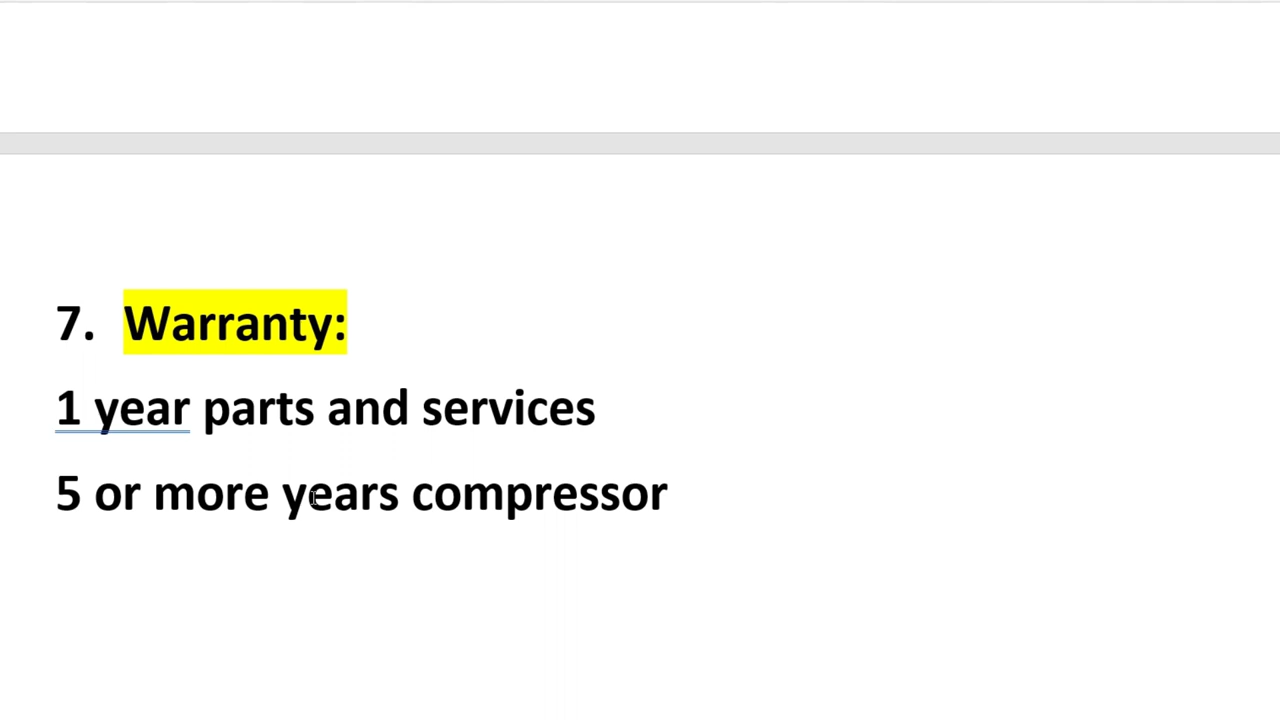 7. Warranty:
1 year parts and services
5 or more years compressor